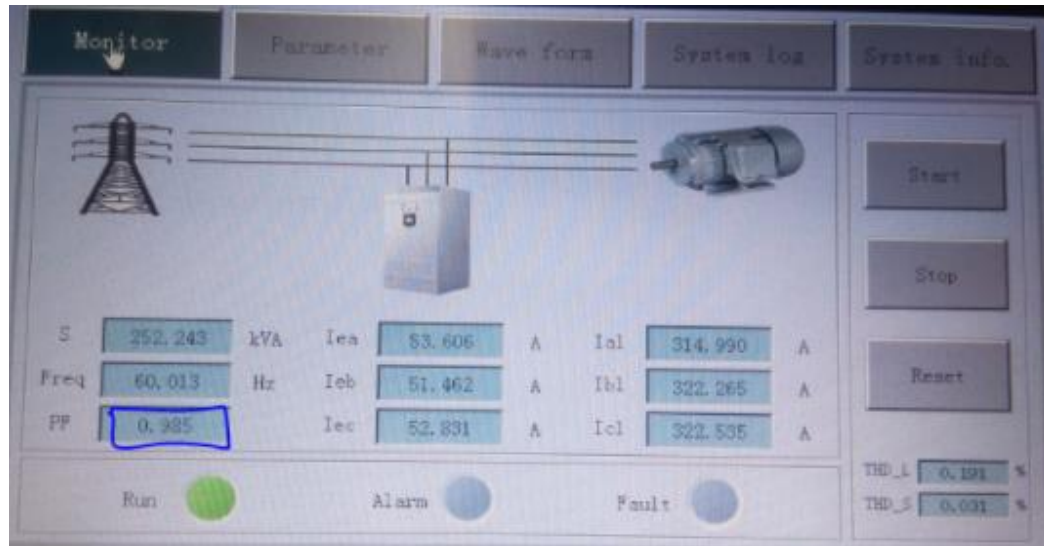 Monitor Parameter Wave form System log System info.
Start
Stop
Reset
S 252.243 kVA Iea 53.606 A Ial 314.990 A
Freq 60.013 Hz Ieb 51.462 A Ibl 322.265 A
PF 0.985 Iec 52.831 A Icl 322.535 A
THD_L 0.191 %
THD_S 0.031 %
Run Alarm Fault